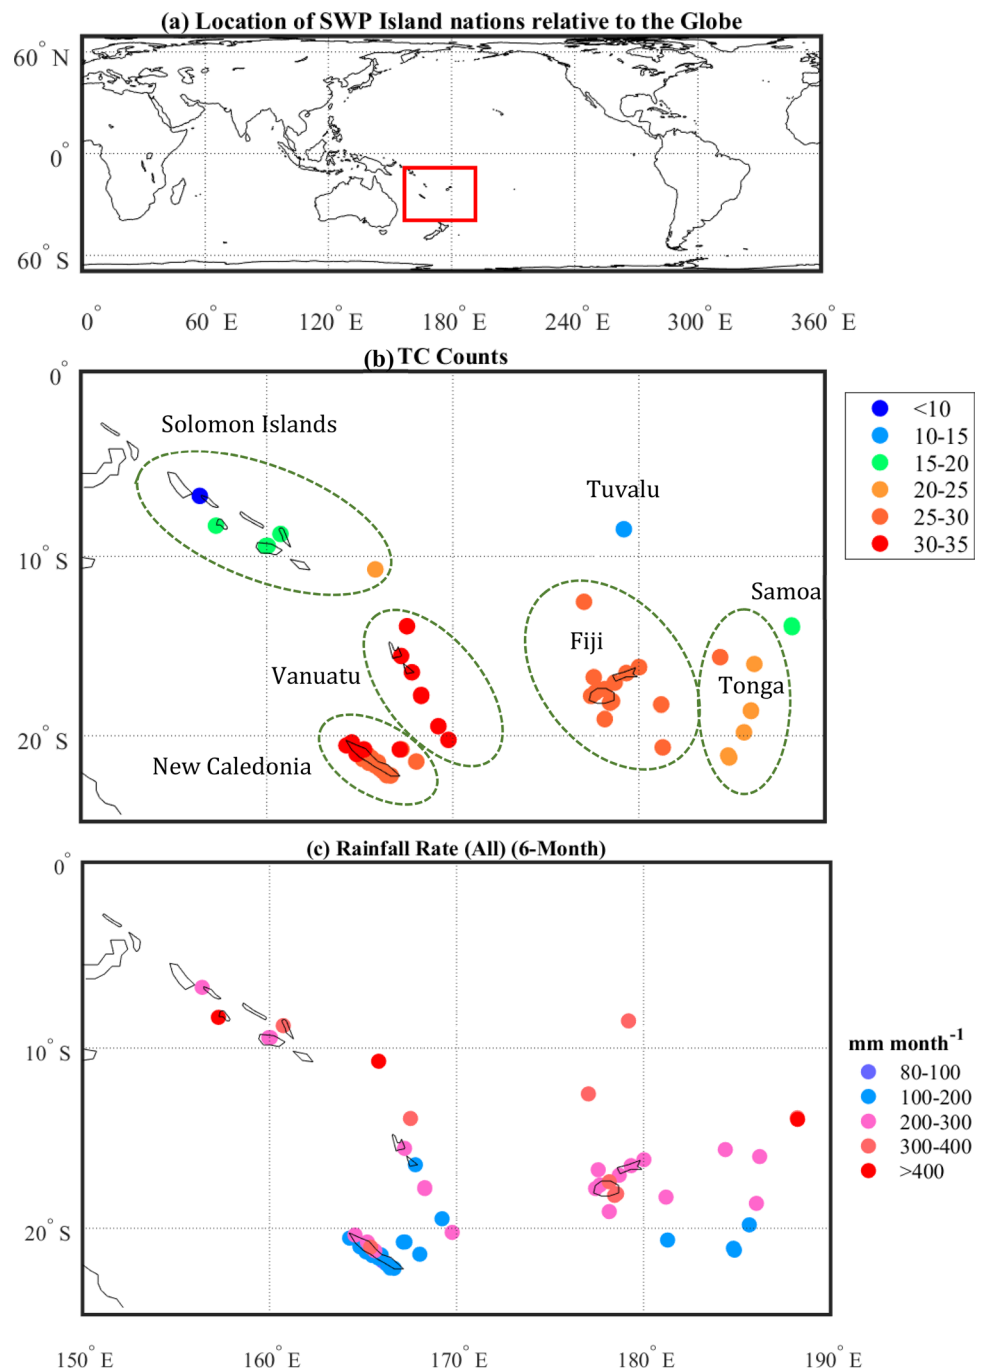 (a) Location of SWP Island nations relative to the Globe
60° N
0°
60° S
0° 60° E 120° E 180° E 240° E 300° E 360° E
(b) TC Counts
0°
10° S
20° S
Solomon Islands
Tuvalu
Samoa
Fiji
Vanuatu
Tonga
New Caledonia
<10
10-15
15-20
20-25
25-30
30-35
(c) Rainfall Rate (All) (6-Month)
0°
10° S
20° S
mm month-1
80-100
100-200
200-300
300-400
>400
150° E 160° E 170° E 180° E 190° E